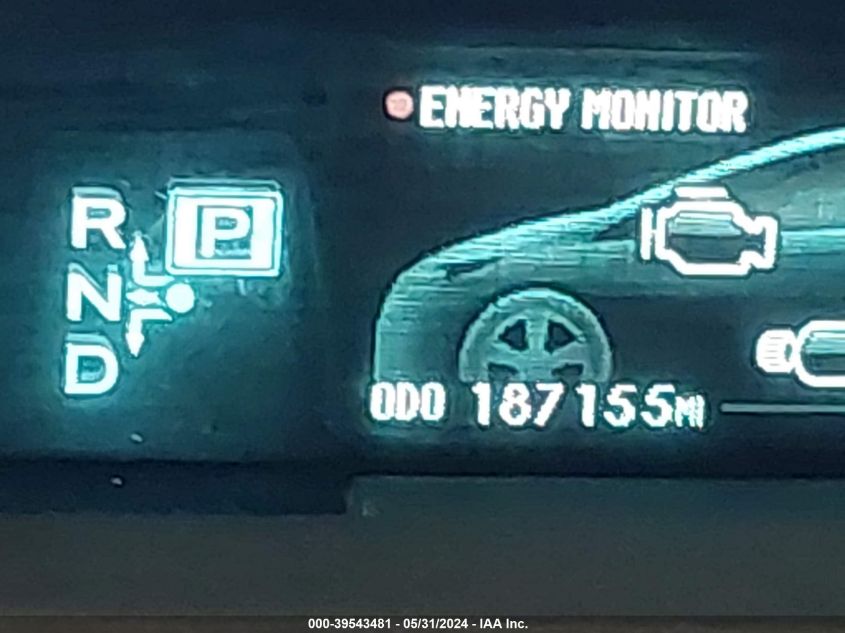 ENERGY MONITOR
P
R
N
D
ODO 187155MI
000-39543481 - 05/31/2024 - IAA Inc.